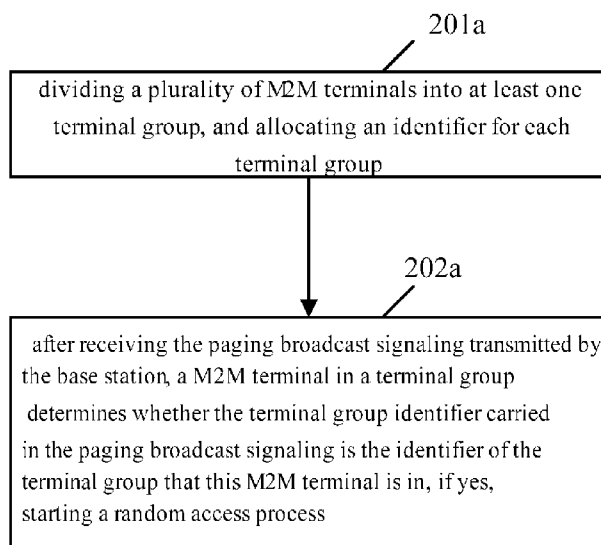 201a
dividing a plurality of M2M terminals into at least one
terminal group, and allocating an identifier for each
terminal group
202a
after receiving the paging broadcast signaling transmitted by
the base station, a M2M terminal in a terminal group
determines whether the terminal group identifier carried
in the paging broadcast signaling is the identifier of the
terminal group that this M2M terminal is in, if yes,
starting a random access process